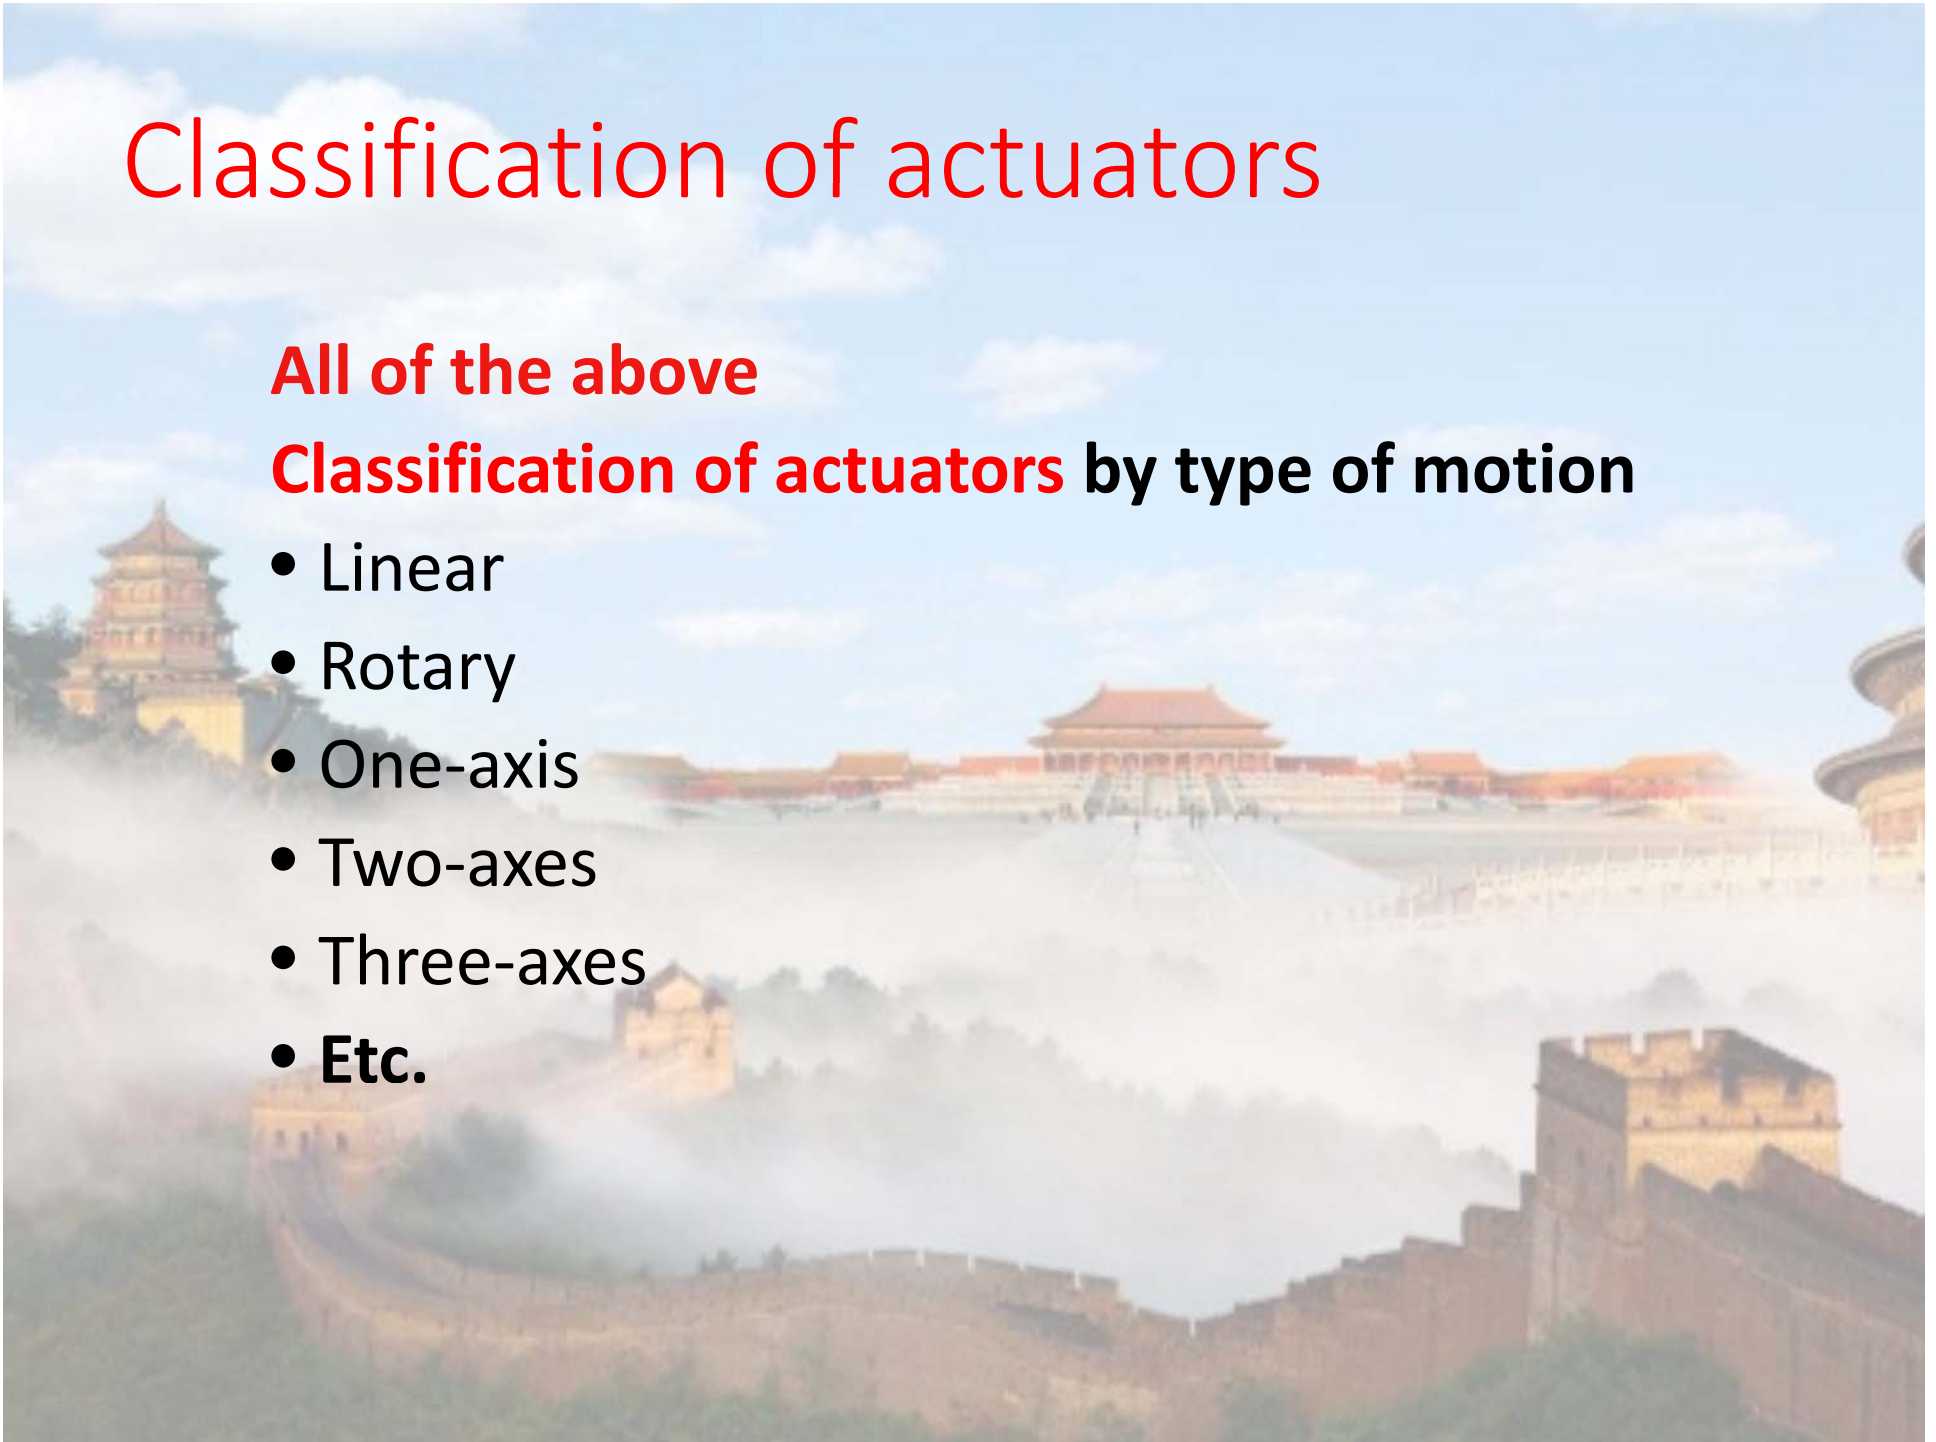 Classification of actuators
All of the above
Classification of actuators by type of motion
• Linear
• Rotary
• One-axis
• Two-axes
• Three-axes
• Etc.